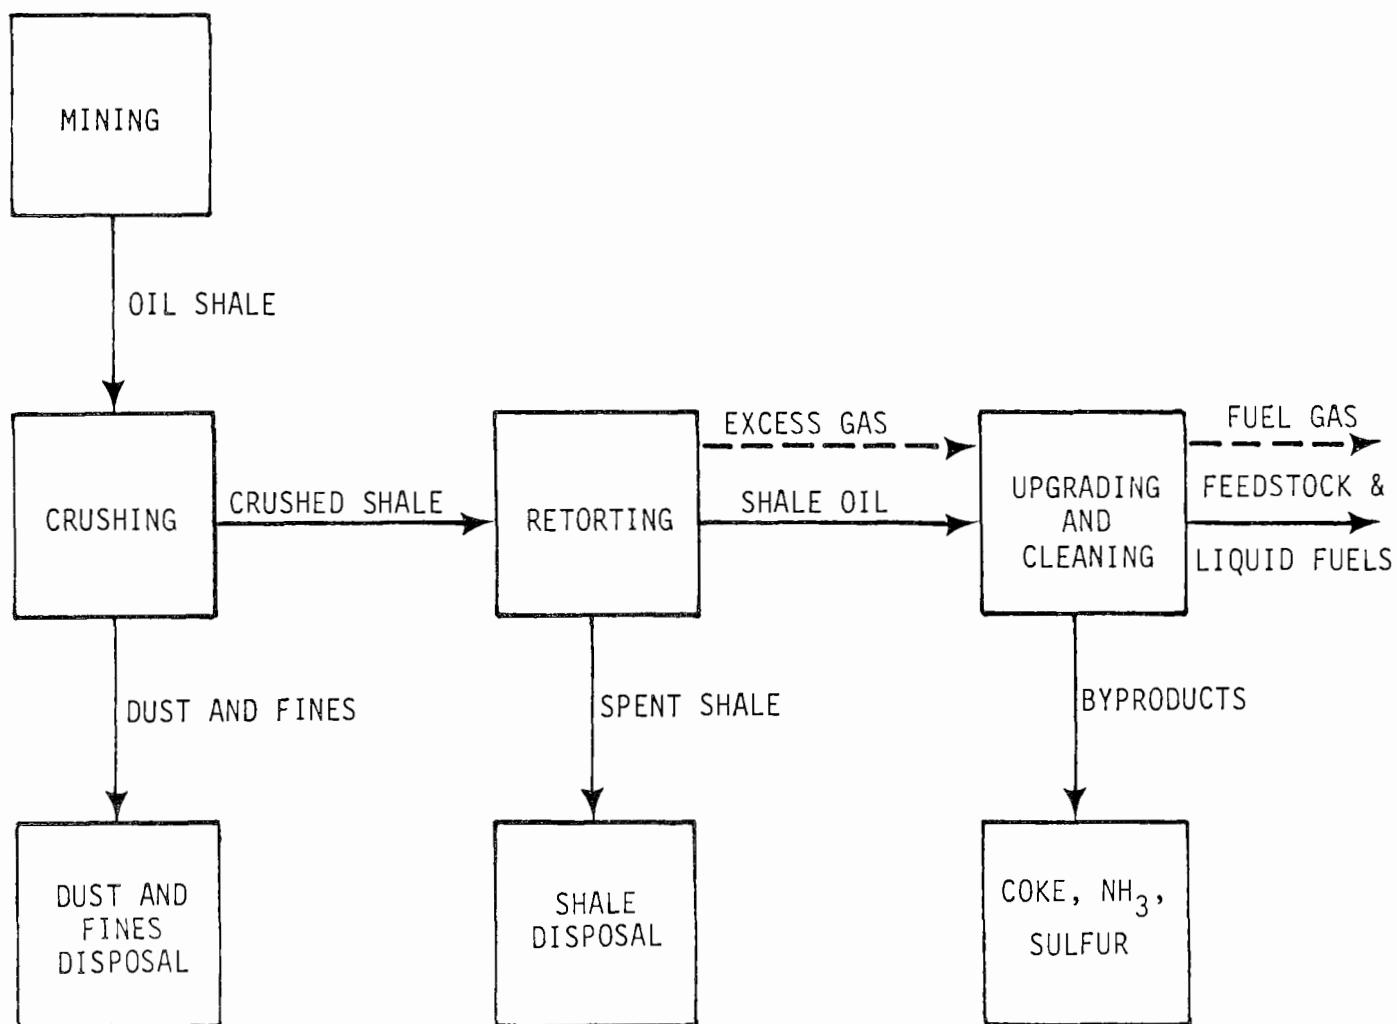 MINING
OIL SHALE
EXCESS GAS
FUEL GAS
CRUSHING
CRUSHED SHALE
RETORTING
SHALE OIL
UPGRADING
AND
CLEANING
FEEDSTOCK &
LIQUID FUELS
DUST AND FINES
SPENT SHALE
BYPRODUCTS
DUST AND
FINES
DISPOSAL
SHALE
DISPOSAL
COKE, NH₃,
SULFUR